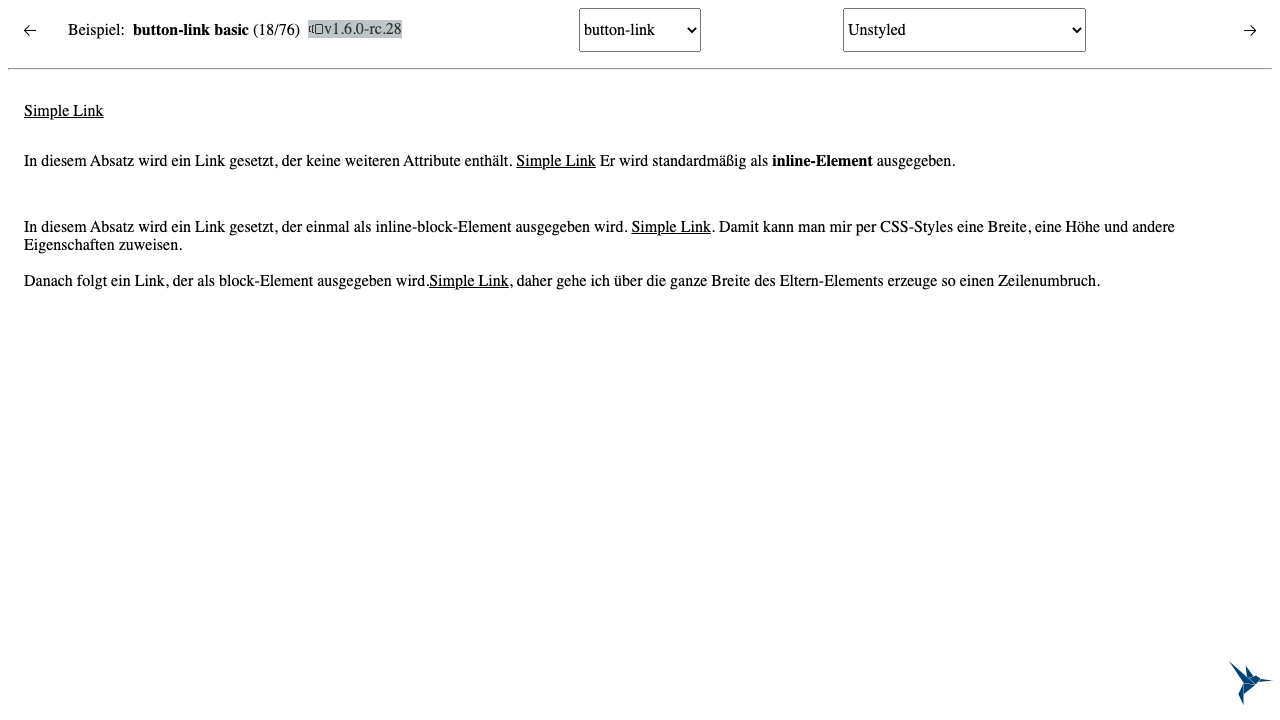 ← Beispiel: button-link basic (18/76) v1.6.0-rc.28 button-link Unstyled →
Simple Link
In diesem Absatz wird ein Link gesetzt, der keine weiteren Attribute enthält. Simple Link Er wird standardmäßig als inline-Element ausgegeben.
In diesem Absatz wird ein Link gesetzt, der einmal als inline-block-Element ausgegeben wird. Simple Link. Damit kann man mir per CSS-Styles eine Breite, eine Höhe und andere
Eigenschaften zuweisen.
Danach folgt ein Link, der als block-Element ausgegeben wird.Simple Link, daher gehe ich über die ganze Breite des Eltern-Elements erzeuge so einen Zeilenumbruch.